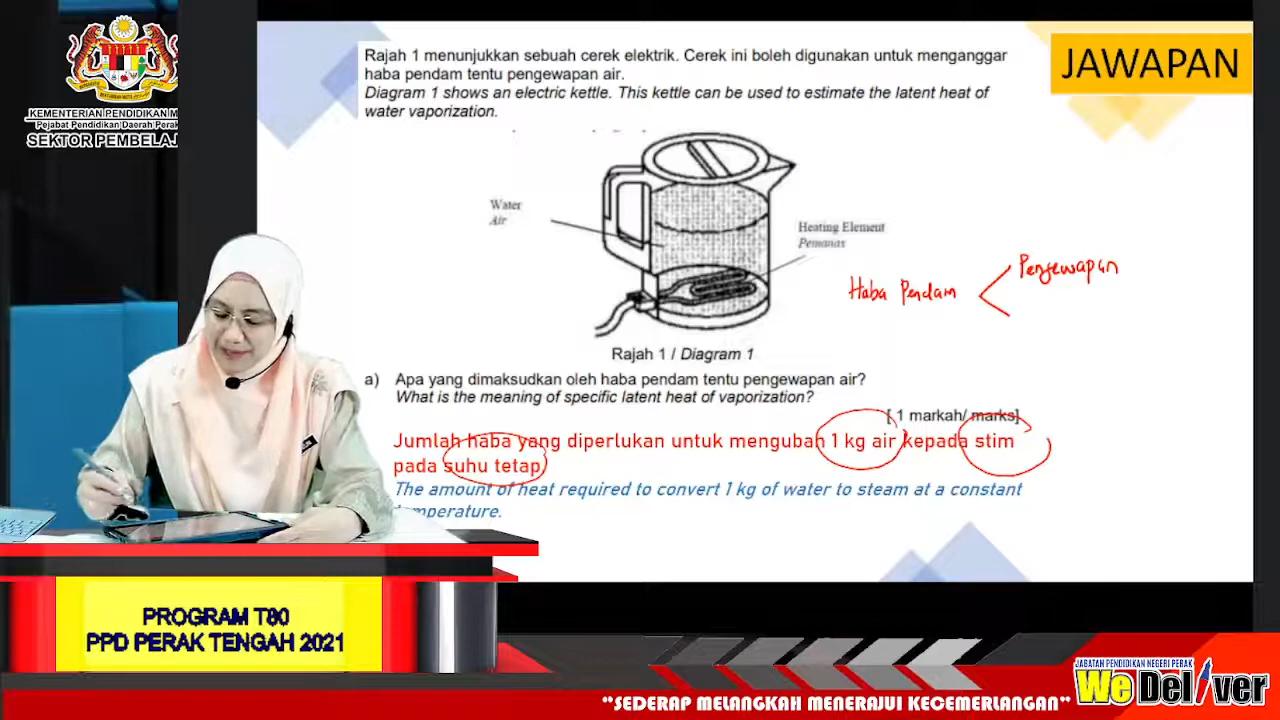 KEMENTERIAN PENDIDIKAN M
Pejabat Pendidikan Daerah Perak
SEKTOR PEMBELAJ
JAWAPAN
Rajah 1 menunjukkan sebuah cerek elektrik. Cerek ini boleh digunakan untuk menganggar
haba pendam tentu pengewapan air.
Diagram 1 shows an electric kettle. This kettle can be used to estimate the latent heat of
water vaporization.
Water
Air
Heating Element
Pemanas
Haba Pendam
Pengewapan
Rajah 1 / Diagram 1
a) Apa yang dimaksudkan oleh haba pendam tentu pengewapan air?
What is the meaning of specific latent heat of vaporization?
[ 1 markah/ marks]
Jumlah haba yang diperlukan untuk mengubah 1 kg air kepada stim
pada suhu tetap.
The amount of heat required to convert 1 kg of water to steam at a constant
temperature.
PROGRAM T80
PPD PERAK TENGAH 2021
JABATAN PENDIDIKAN NEGERI PERAK
We Deliver
"SEDERAP MELANGKAH MENERAJUI KECEMERLANGAN"